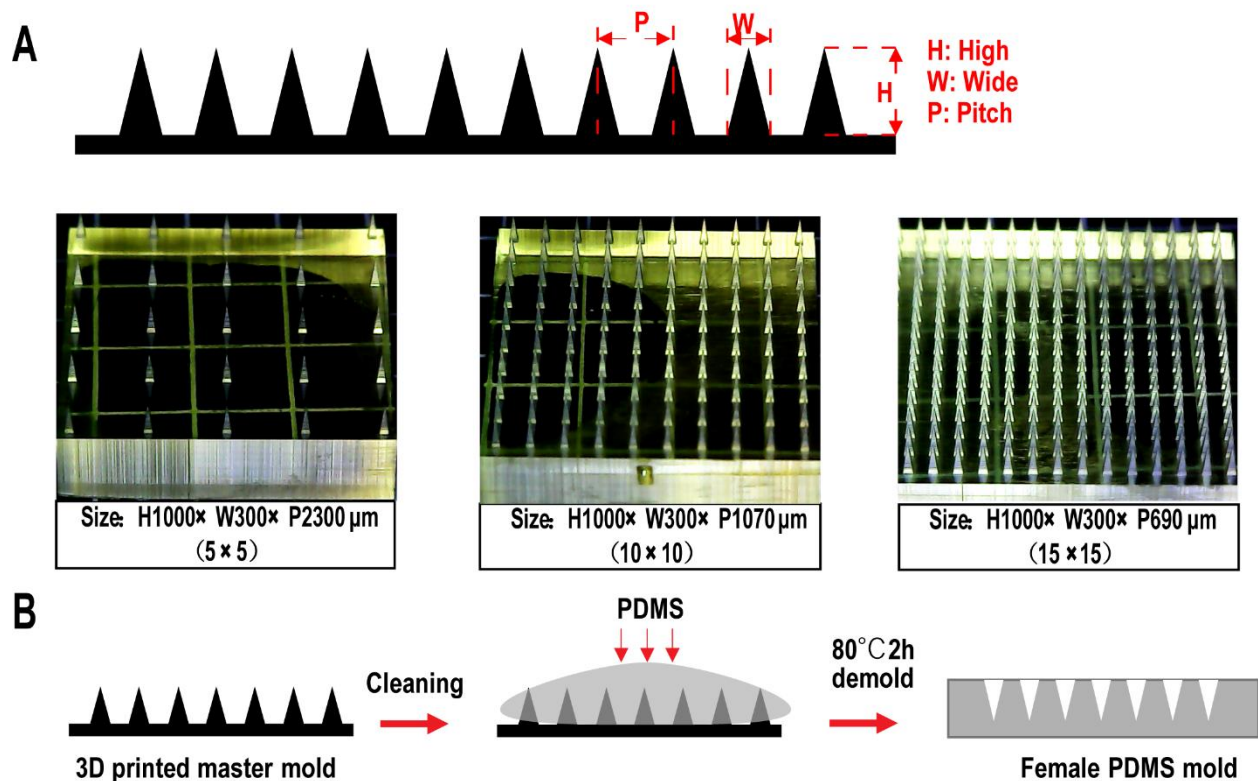 A
P
W
H
H: High
W: Wide
P: Pitch
Size: H1000× W300× P2300 μm
(5 × 5)
Size: H1000× W300× P1070 μm
(10 × 10)
Size: H1000× W300× P690 μm
(15 ×15)
B
Cleaning
PDMS
80°C 2h
demold
3D printed master mold
Female PDMS mold